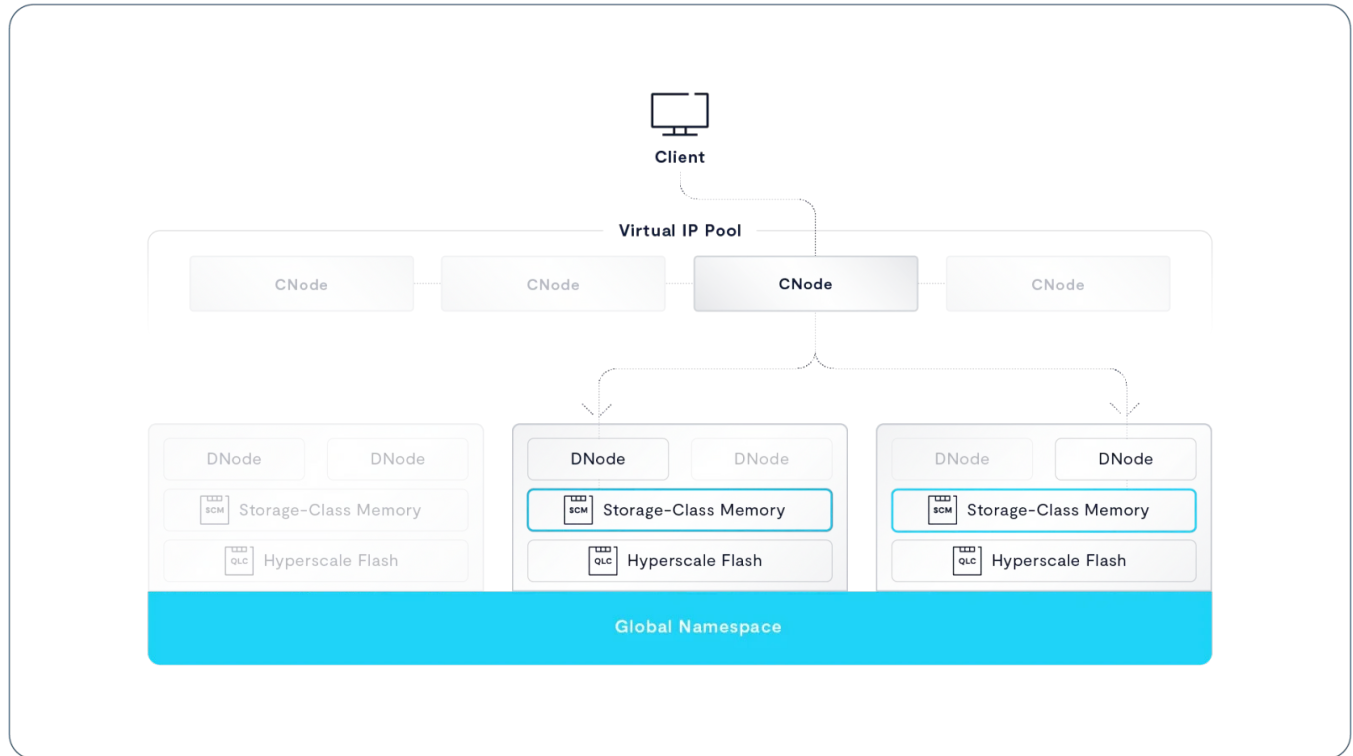 Client
Virtual IP Pool
CNode
CNode
CNode
CNode
DNode
DNode
SCM Storage-Class Memory
QLC Hyperscale Flash
DNode
DNode
SCM Storage-Class Memory
QLC Hyperscale Flash
DNode
DNode
SCM Storage-Class Memory
QLC Hyperscale Flash
Global Namespace